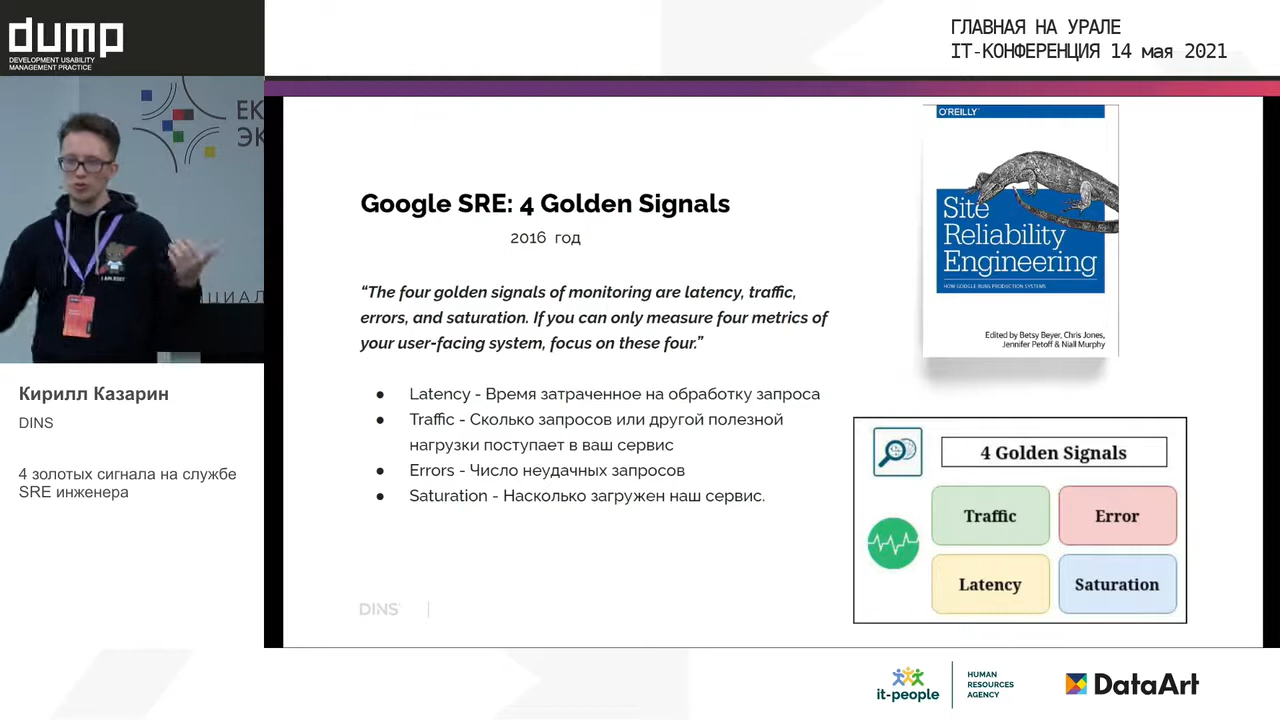 dump
DEVELOPMENT USABILITY
MANAGEMENT PRACTICE
ГЛАВНАЯ НА УРАЛЕ
IT-КОНФЕРЕНЦИЯ 14 мая 2021
ЕК
ЭК
ЦИАЛ
I AM ROOT
Кирилл Казарин
DINS
4 золотых сигнала на службе
SRE инженера
Google SRE: 4 Golden Signals
2016 год
“The four golden signals of monitoring are latency, traffic,
errors, and saturation. If you can only measure four metrics of
your user-facing system, focus on these four.”
● Latency - Время затраченное на обработку запроса
● Traffic - Сколько запросов или другой полезной
нагрузки поступает в ваш сервис
● Errors - Число неудачных запросов
● Saturation - Насколько загружен наш сервис.
DINS
O'REILLY
Site
Reliability
Engineering
HOW GOOGLE RUNS PRODUCTION SYSTEMS
Edited by Betsy Beyer, Chris Jones,
Jennifer Petoff & Niall Murphy
4 Golden Signals
Traffic
Error
Latency
Saturation
it-people
HUMAN
RESOURCES
AGENCY
DataArt